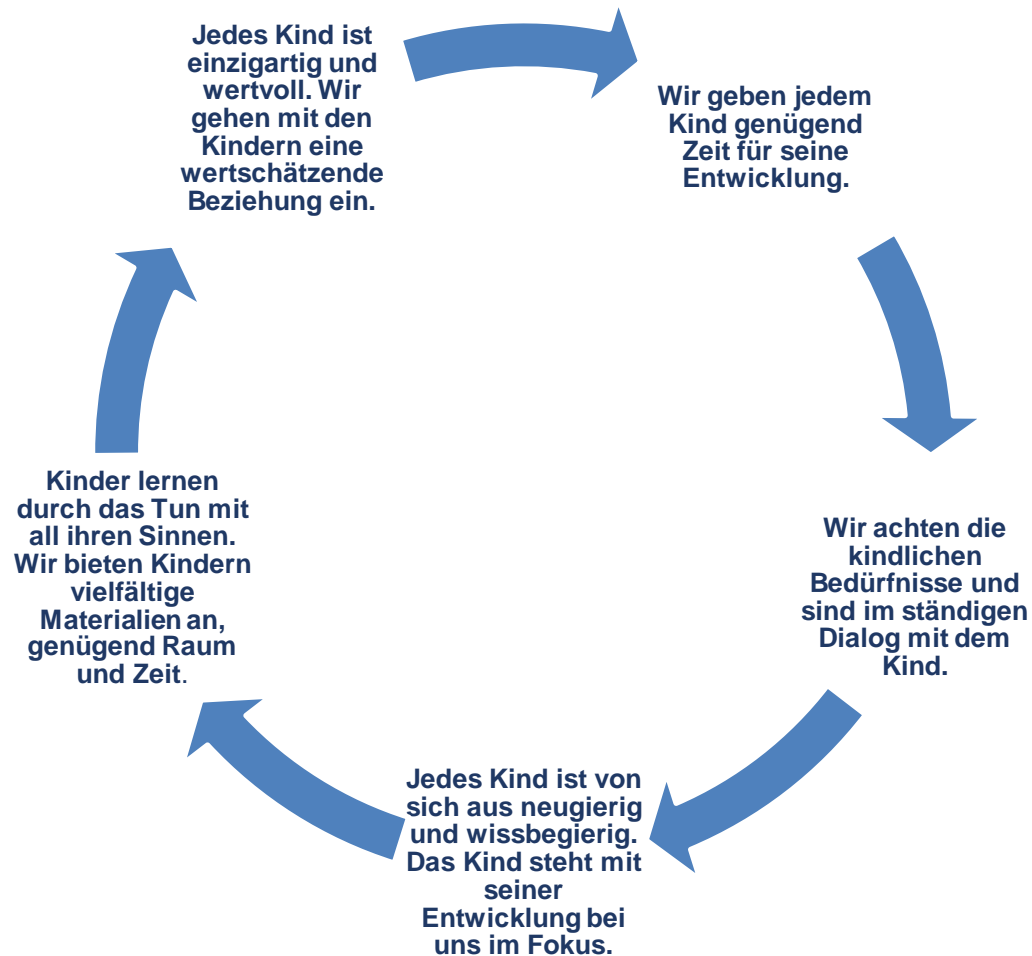 Jedes Kind ist
einzigartig und
wertvoll. Wir
gehen mit den
Kindern eine
wertschätzende
Beziehung ein.
Wir geben jedem
Kind genügend
Zeit für seine
Entwicklung.
Wir achten die
kindlichen
Bedürfnisse und
sind im ständigen
Dialog mit dem
Kind.
Jedes Kind ist von
sich aus neugierig
und wissbegierig.
Das Kind steht mit
seiner
Entwicklung bei
uns im Fokus.
Kinder lernen
durch das Tun mit
all ihren Sinnen.
Wir bieten Kindern
vielfältige
Materialien an,
genügend Raum
und Zeit.